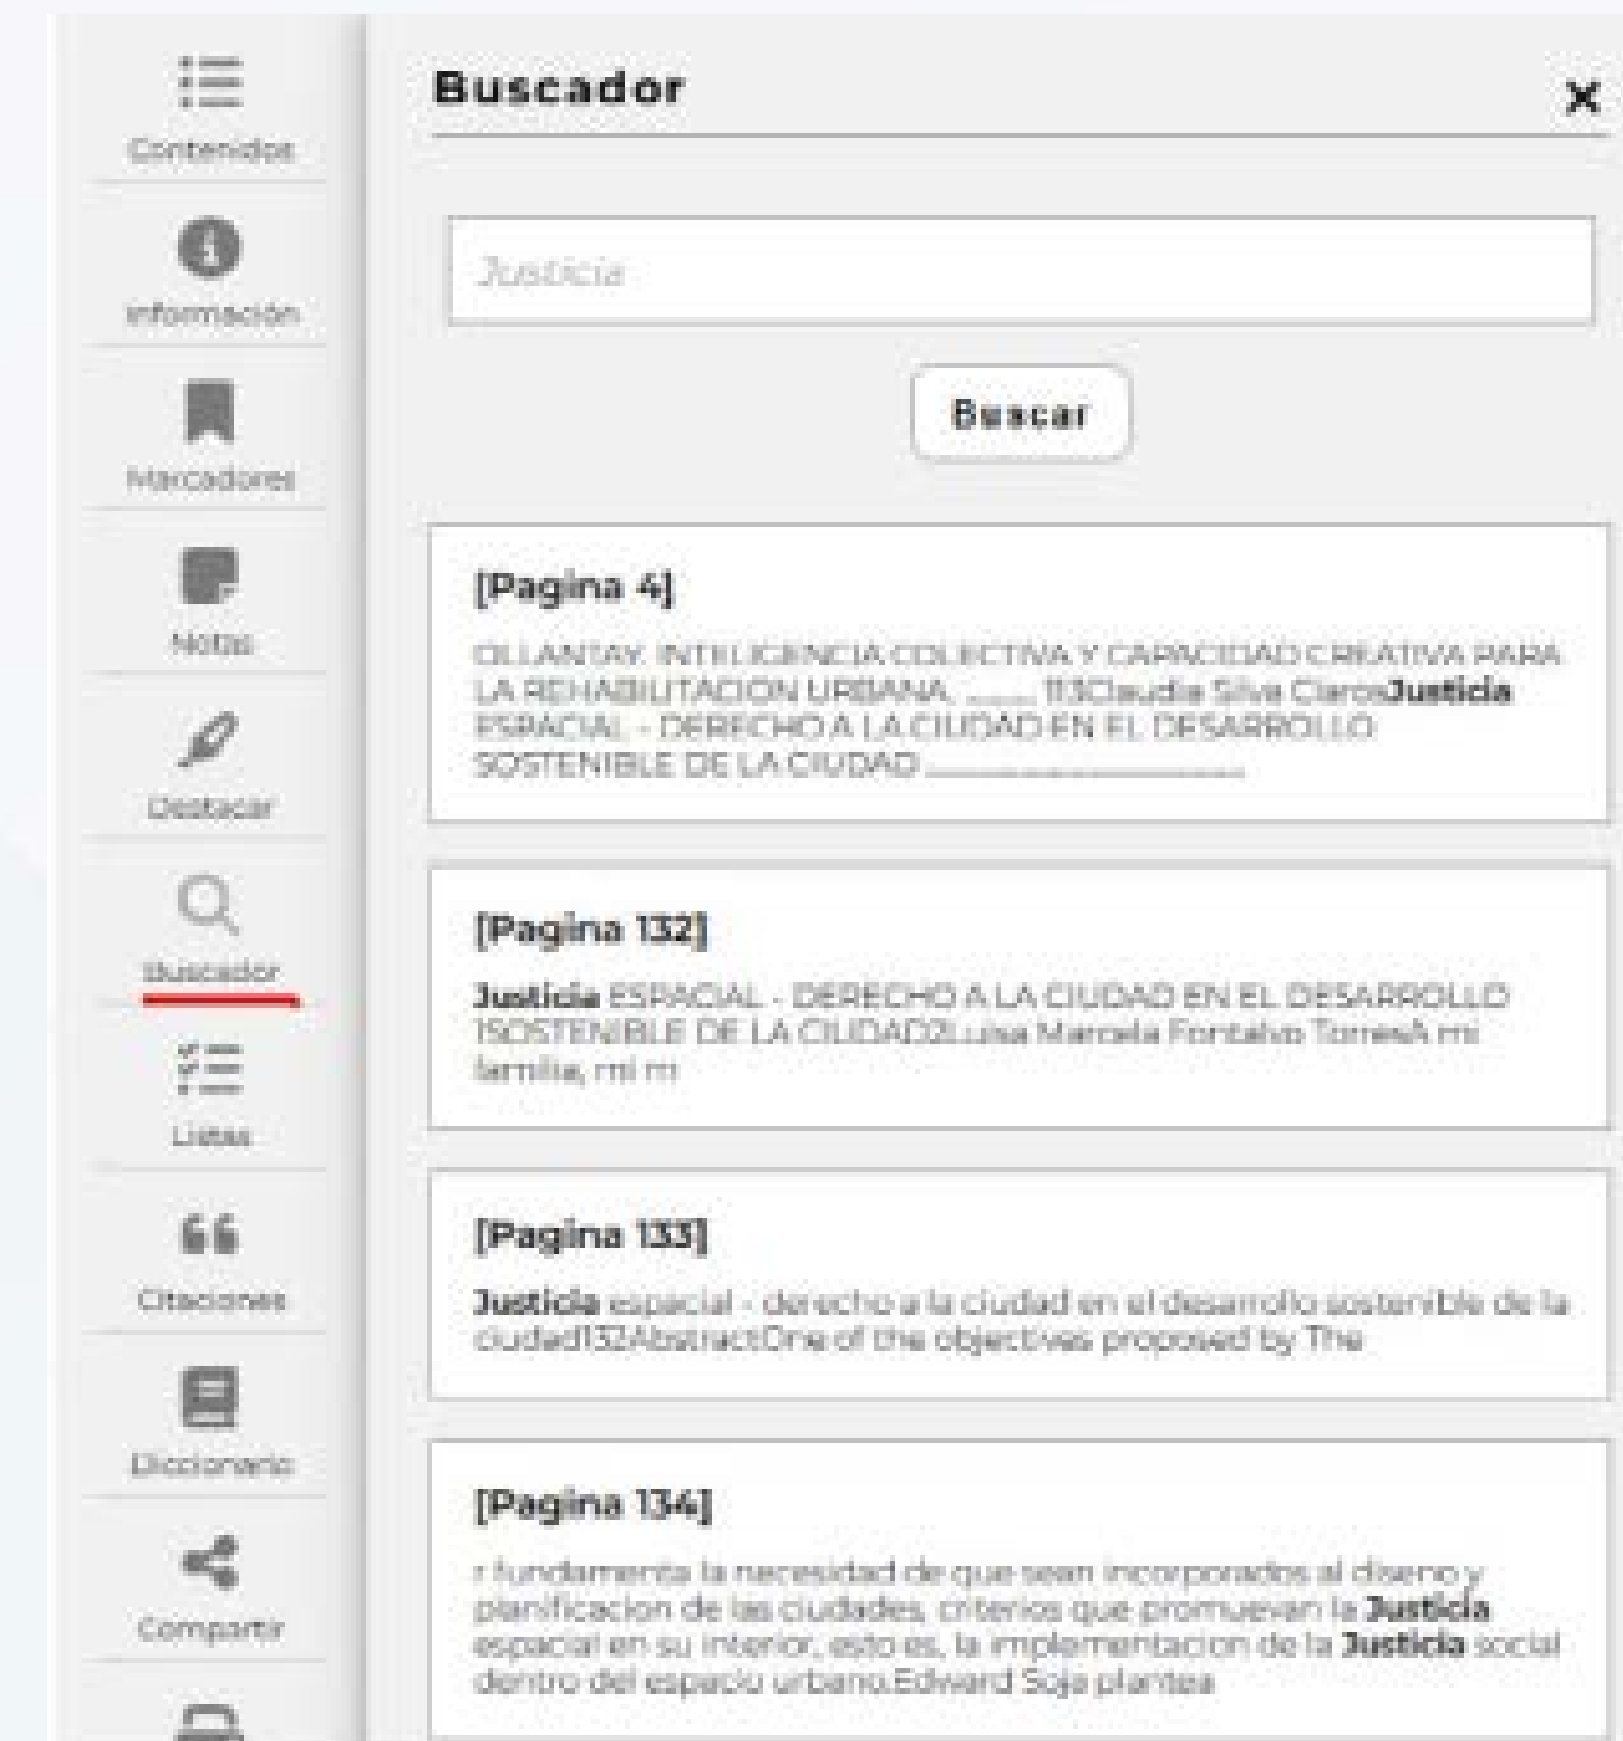 Contenidos
Información
Marcadores
Notas
Destacar
Buscador
Listas
Citaciones
Diccionario
Compartir
Buscador
Justicia
Buscar
[Pagina 4]
OLLANTAY. INTELIGENCIA COLECTIVA Y CAPACIDAD CREATIVA PARA
LA REHABILITACION URBANA. ........ 113Claudia Silva ClarosJusticia
ESPACIAL - DERECHO A LA CIUDAD EN EL DESARROLLO
SOSTENIBLE DE LA CIUDAD ....................................
[Pagina 132]
Justicia ESPACIAL - DERECHO A LA CIUDAD EN EL DESARROLLO
1SOSTENIBLE DE LA CIUDAD2Luisa Marcela Fontalvo TorresA mi
familia, mi m
[Pagina 133]
Justicia espacial - derecho a la ciudad en el desarrollo sostenible de la
ciudad132AbstractOne of the objectives proposed by The
[Pagina 134]
r fundamenta la necesidad de que sean incorporados al diseno y
planificacion de las ciudades, criterios que promuevan la Justicia
espacial en su interior, esto es, la implementacion de la Justicia social
dentro del espacio urbano.Edward Soja plantea